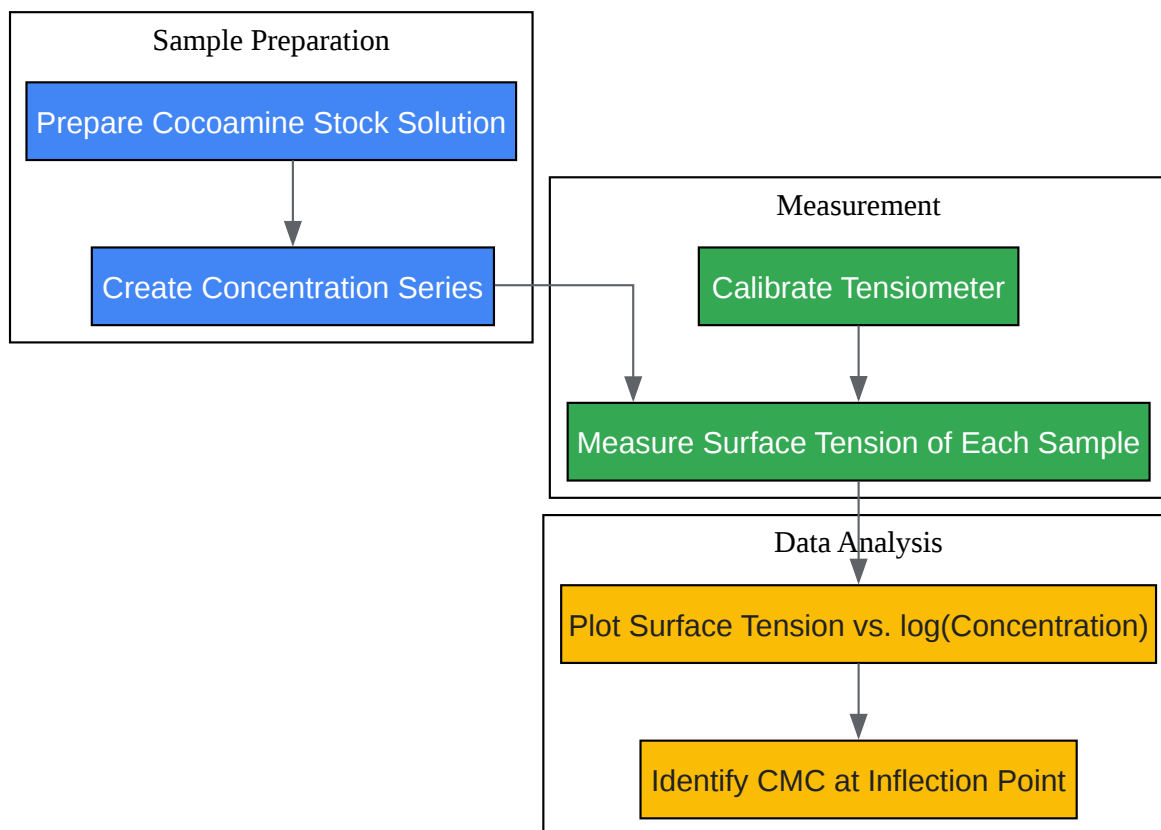 Sample Preparation
Prepare Cocoamine Stock Solution
Create Concentration Series
Measurement
Calibrate Tensiometer
Measure Surface Tension of Each Sample
Data Analysis
Plot Surface Tension vs. log(Concentration)
Identify CMC at Inflection Point